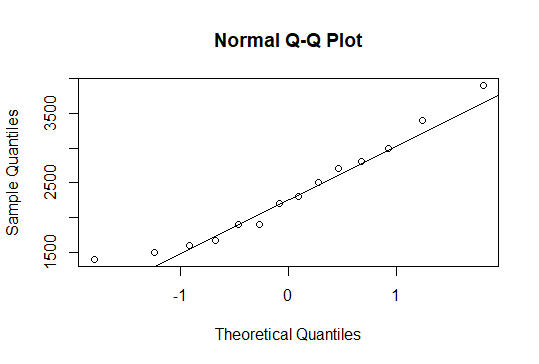 Normal Q-Q Plot
Sample Quantiles
3500
2500
1500
-1 0 1
Theoretical Quantiles